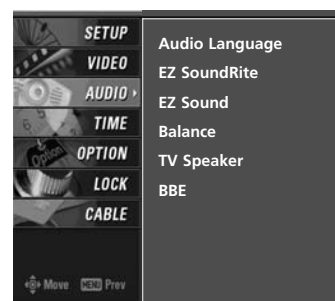 SETUP
VIDEO
AUDIO
TIME
OPTION
LOCK
CABLE
Move MENU Prev
Audio Language
EZ SoundRite
EZ Sound
Balance
TV Speaker
BBE